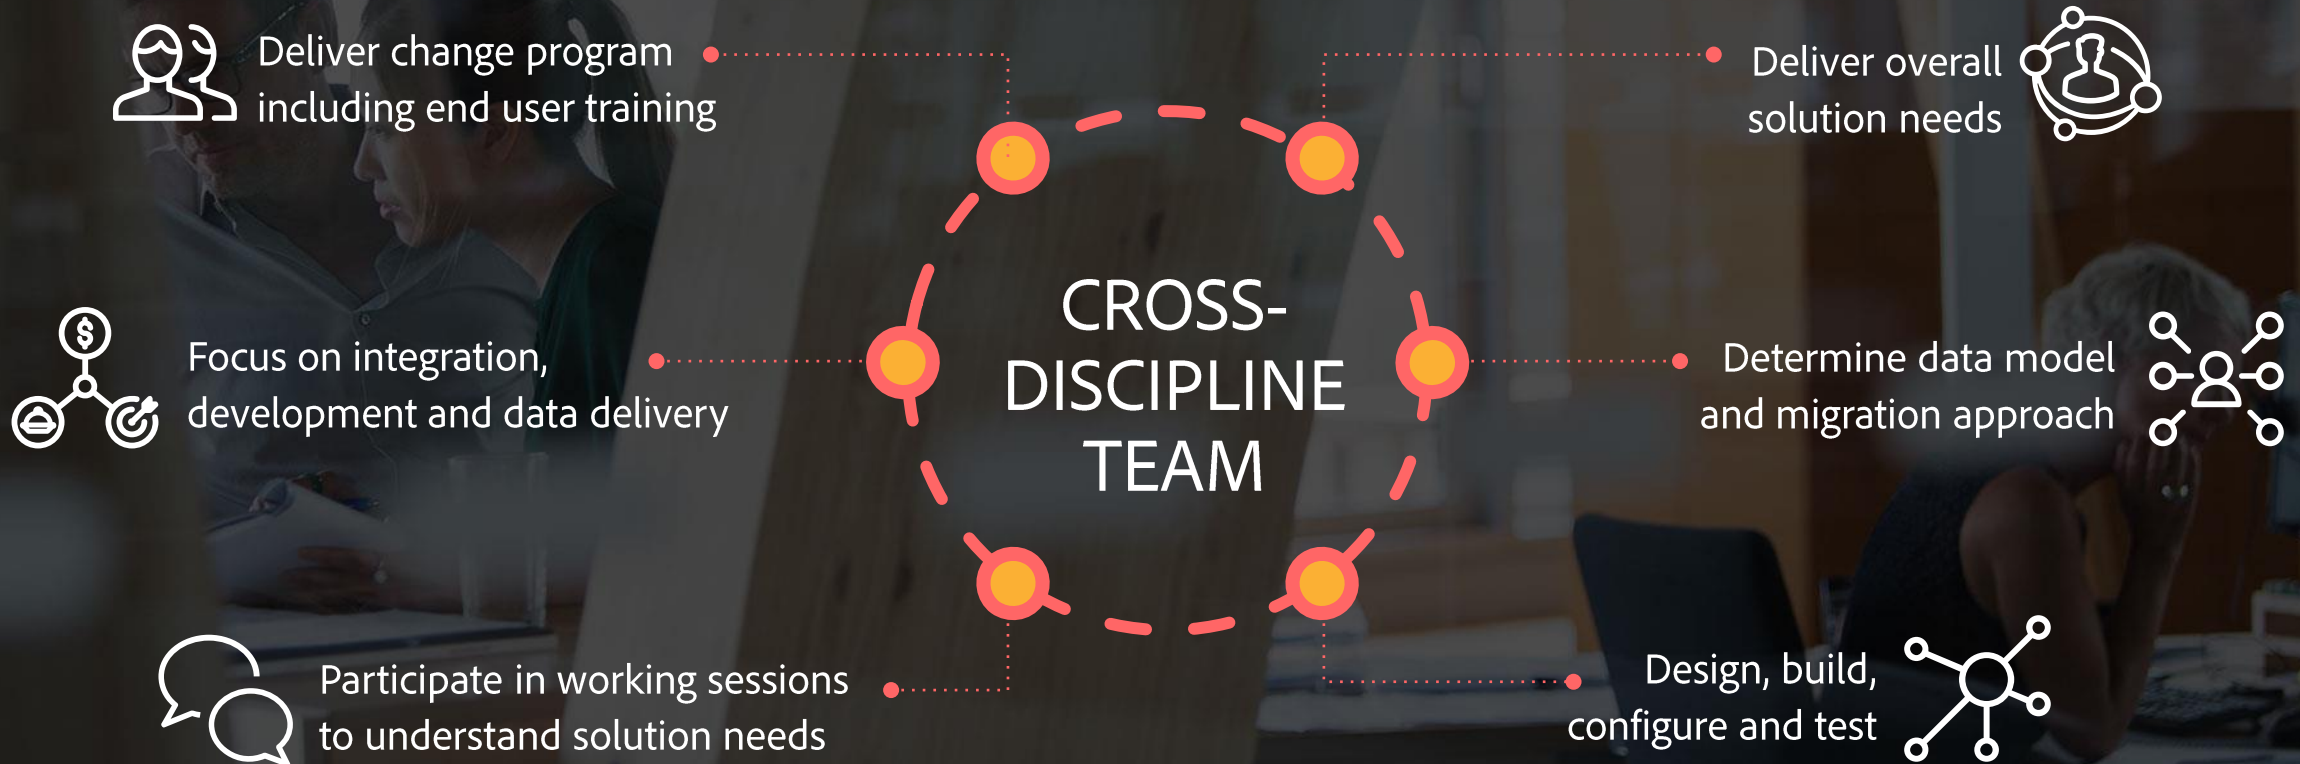 Deliver change program
including end user training
Deliver overall
solution needs
CROSS-
DISCIPLINE
TEAM
Focus on integration,
development and data delivery
Determine data model
and migration approach
Participate in working sessions
to understand solution needs
Design, build,
configure and test
$